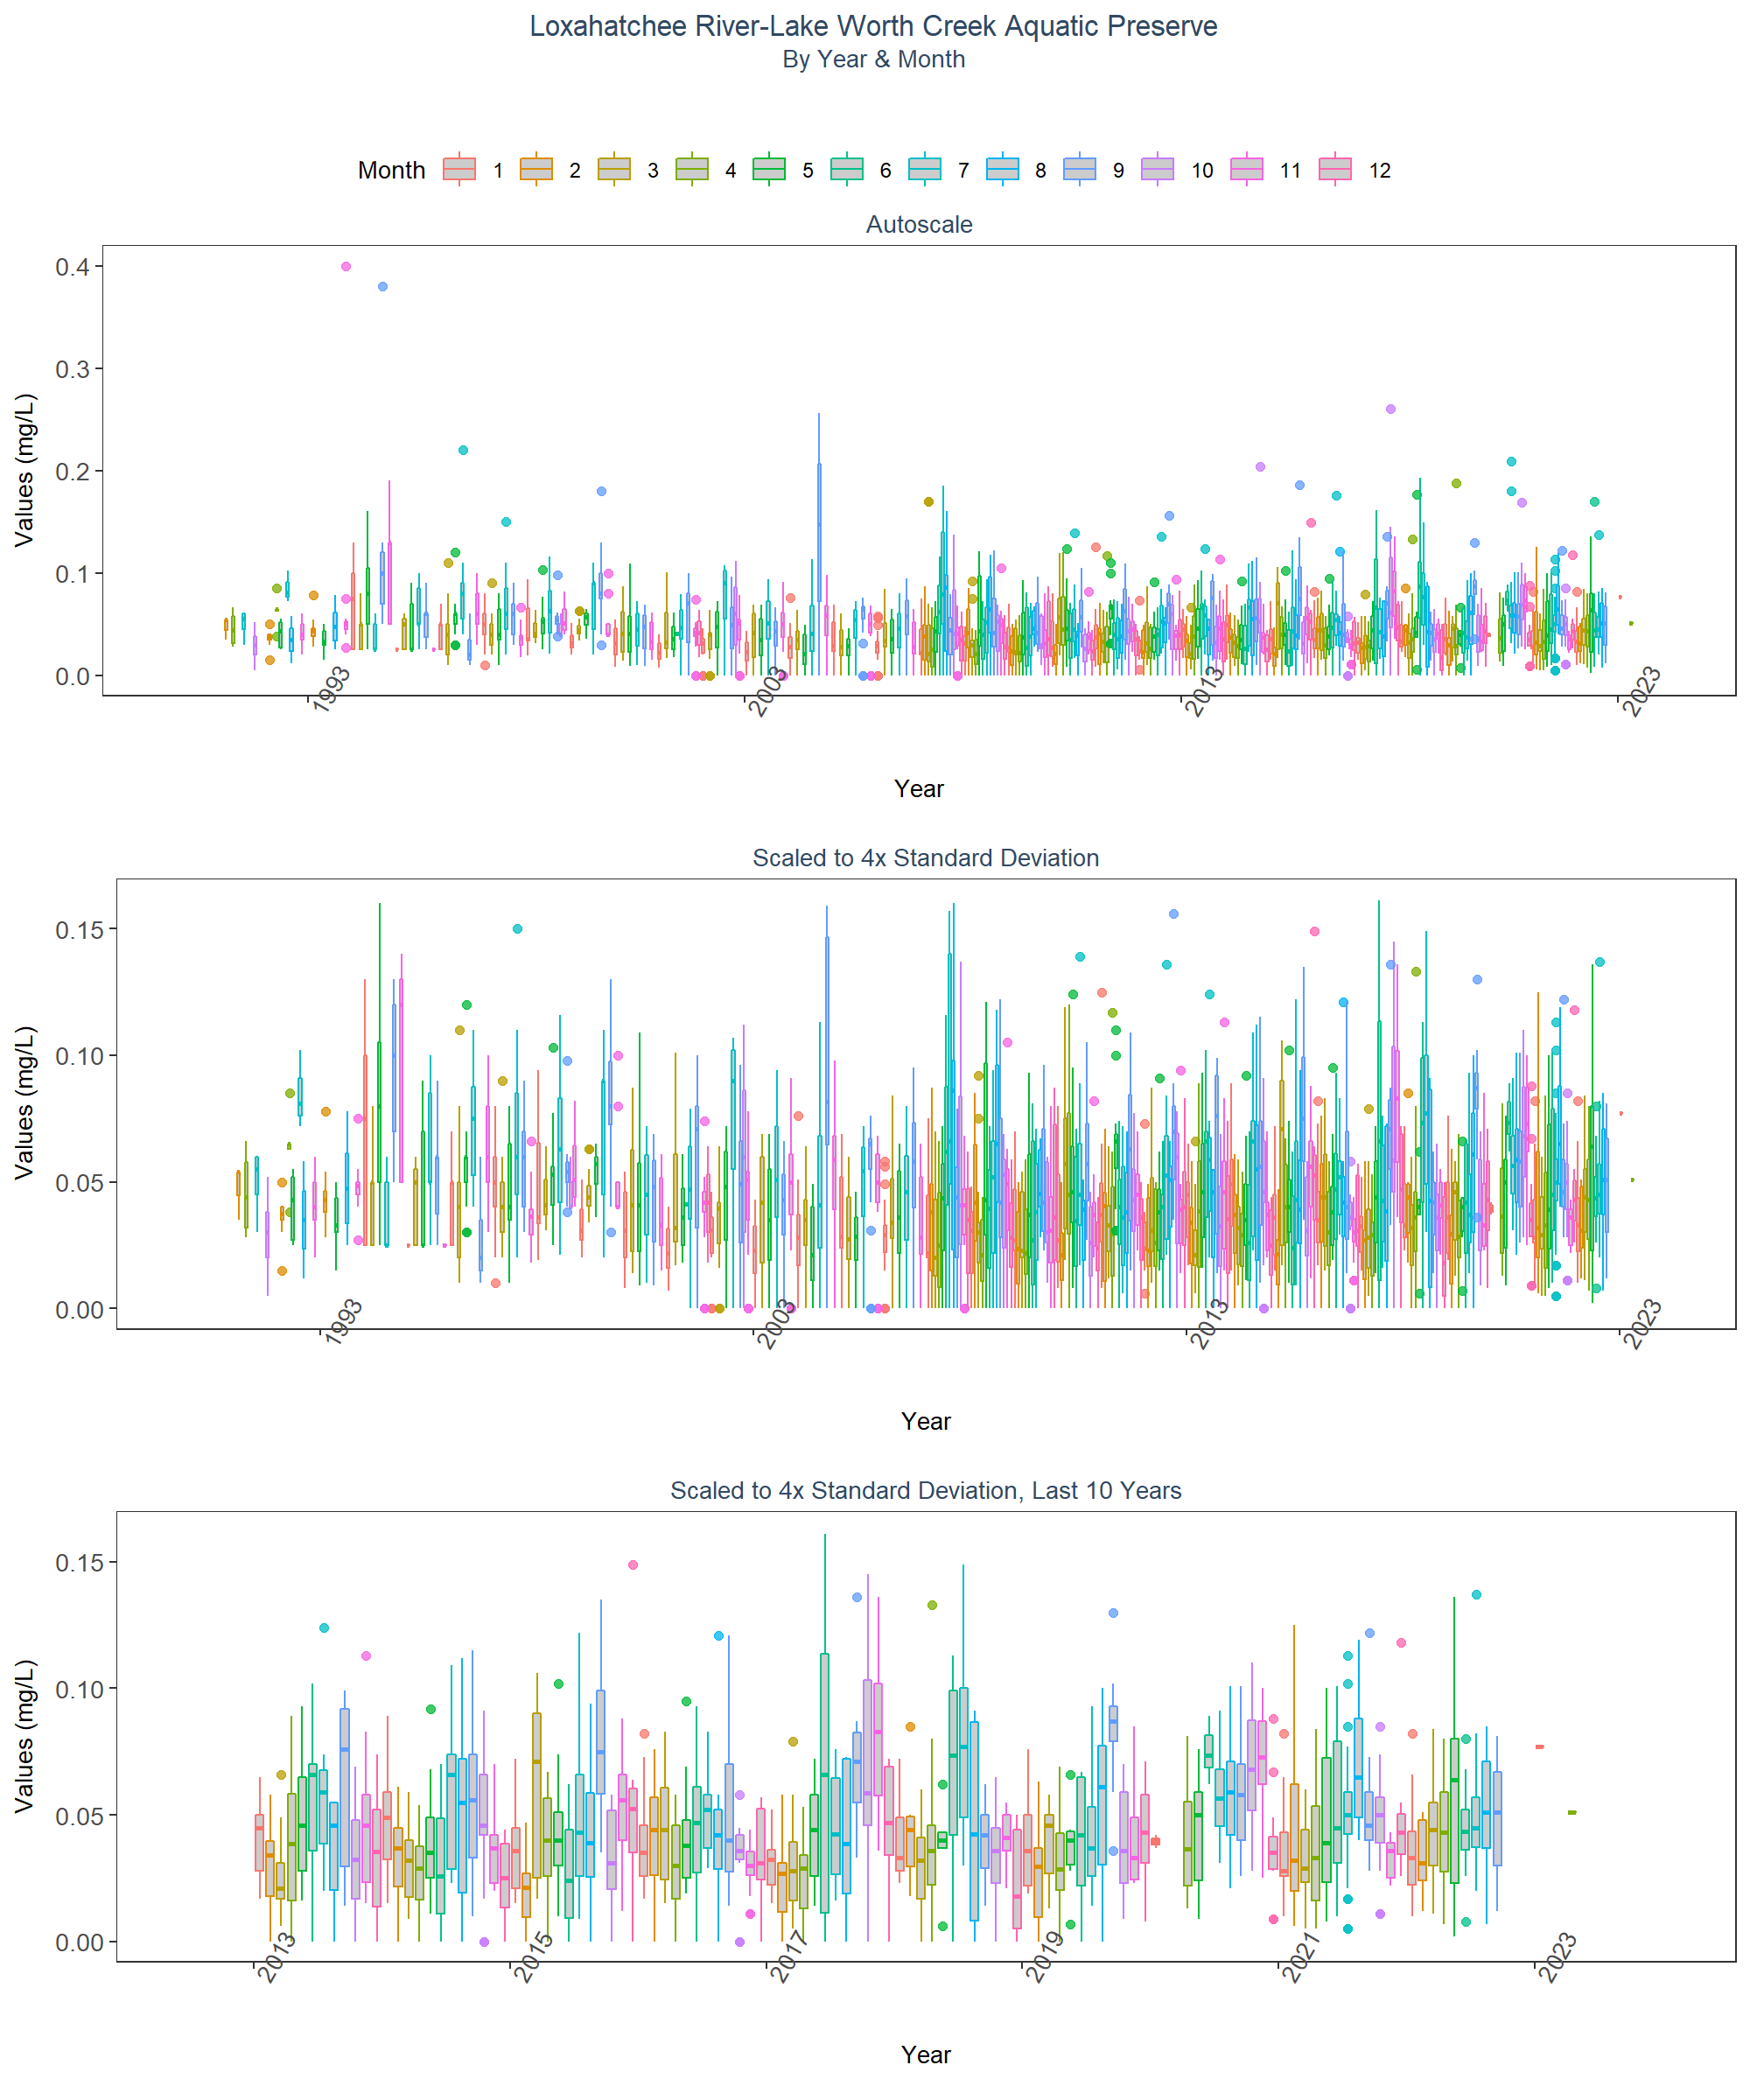 Loxahatchee River-Lake Worth Creek Aquatic Preserve
By Year & Month
Month 1 2 3 4 5 6 7 8 9 10 11 12
Autoscale
0.4
0.3
0.2
0.1
0.0
Values (mg/L)
1993 2003 2013 2023
Year
Scaled to 4x Standard Deviation
0.15
0.10
0.05
0.00
Values (mg/L)
1993 2003 2013 2023
Year
Scaled to 4x Standard Deviation, Last 10 Years
0.15
0.10
0.05
0.00
Values (mg/L)
2013 2015 2017 2019 2021 2023
Year